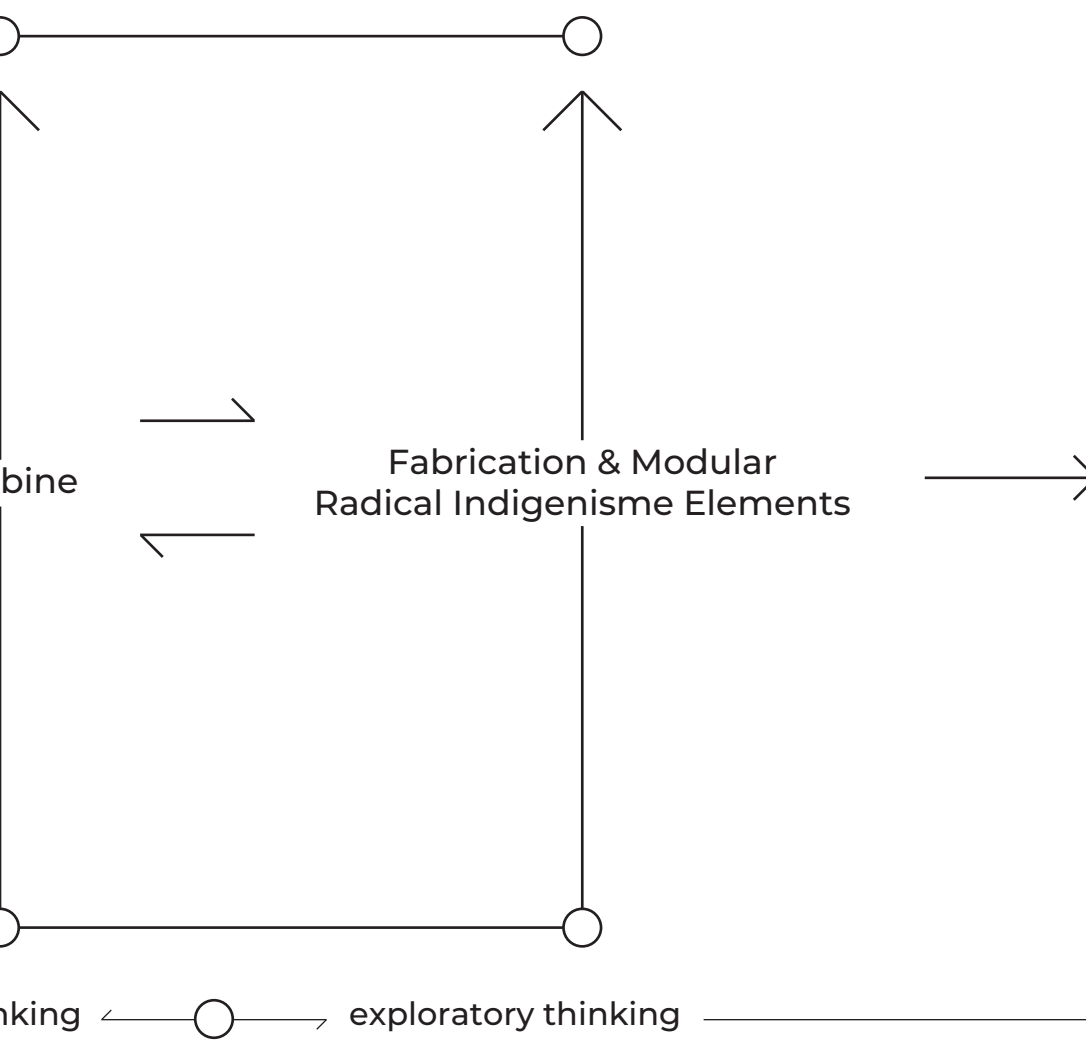 bine
Fabrication & Modular
Radical Indigenisme Elements
nking
exploratory thinking